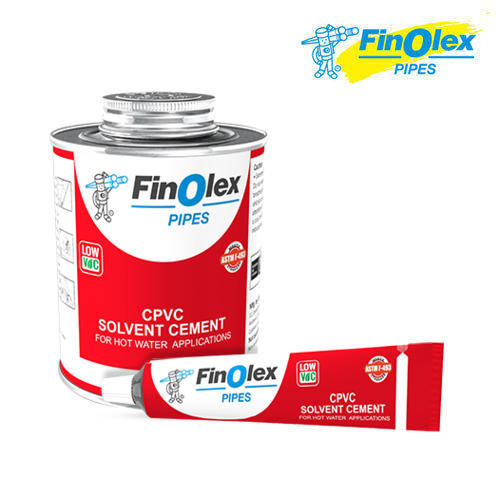 FinOlex
PIPES
FinOlex
PIPES
LOW
VOC
ASTM F-493
CPVC
SOLVENT CEMENT
FOR HOT WATER APPLICATIONS
FinOlex
PIPES
LOW
VOC
ASTM F-493
CPVC
SOLVENT CEMENT
FOR HOT WATER APPLICATIONS